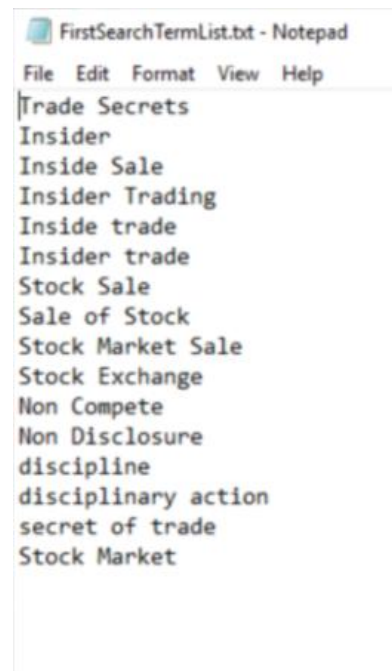 FirstSearchTermList.txt - Notepad
File Edit Format View Help
Trade Secrets
Insider
Inside Sale
Insider Trading
Inside trade
Insider trade
Stock Sale
Sale of Stock
Stock Market Sale
Stock Exchange
Non Compete
Non Disclosure
discipline
disciplinary action
secret of trade
Stock Market